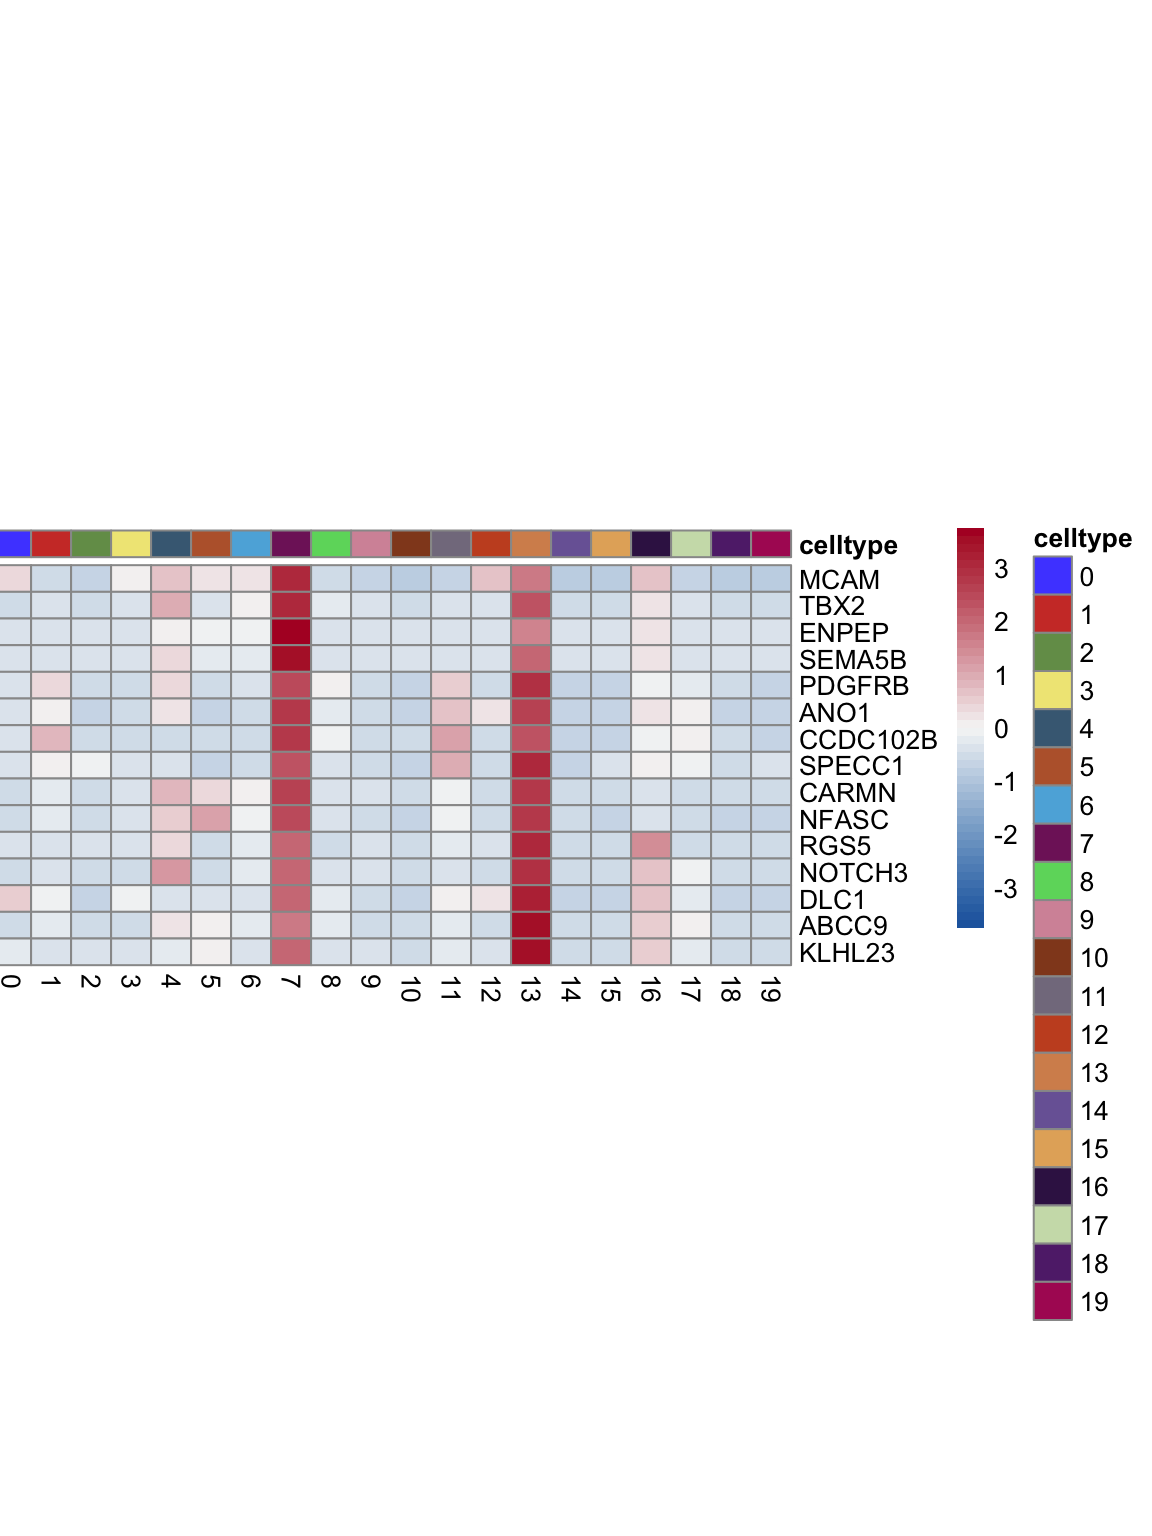 celltype
MCAM
TBX2
ENPEP
SEMA5B
PDGFRB
ANO1
CCDC102B
SPECC1
CARMN
NFASC
RGS5
NOTCH3
DLC1
ABCC9
KLHL23
0 1 2 3 4 5 6 7 8 9 10 11 12 13 14 15 16 17 18 19
3
2
1
0
-1
-2
-3
celltype
0
1
2
3
4
5
6
7
8
9
10
11
12
13
14
15
16
17
18
19